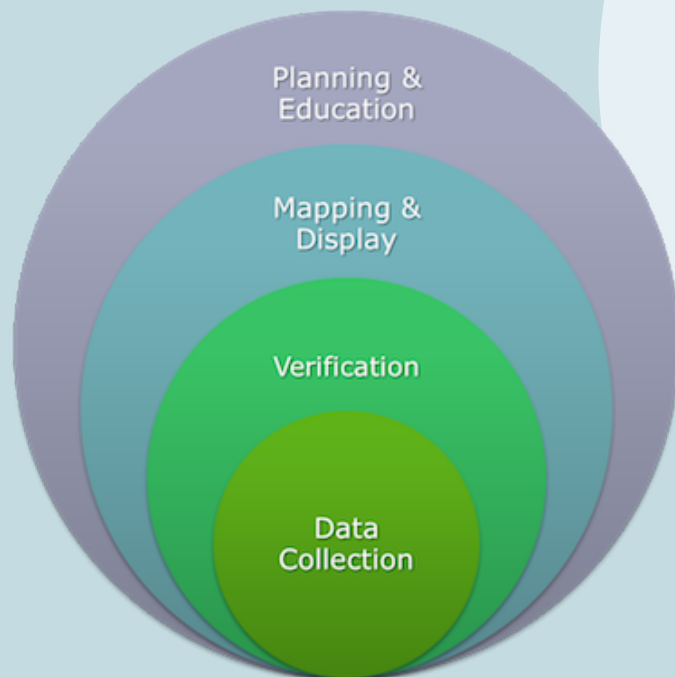 Planning &
Education
Mapping &
Display
Verification
Data
Collection